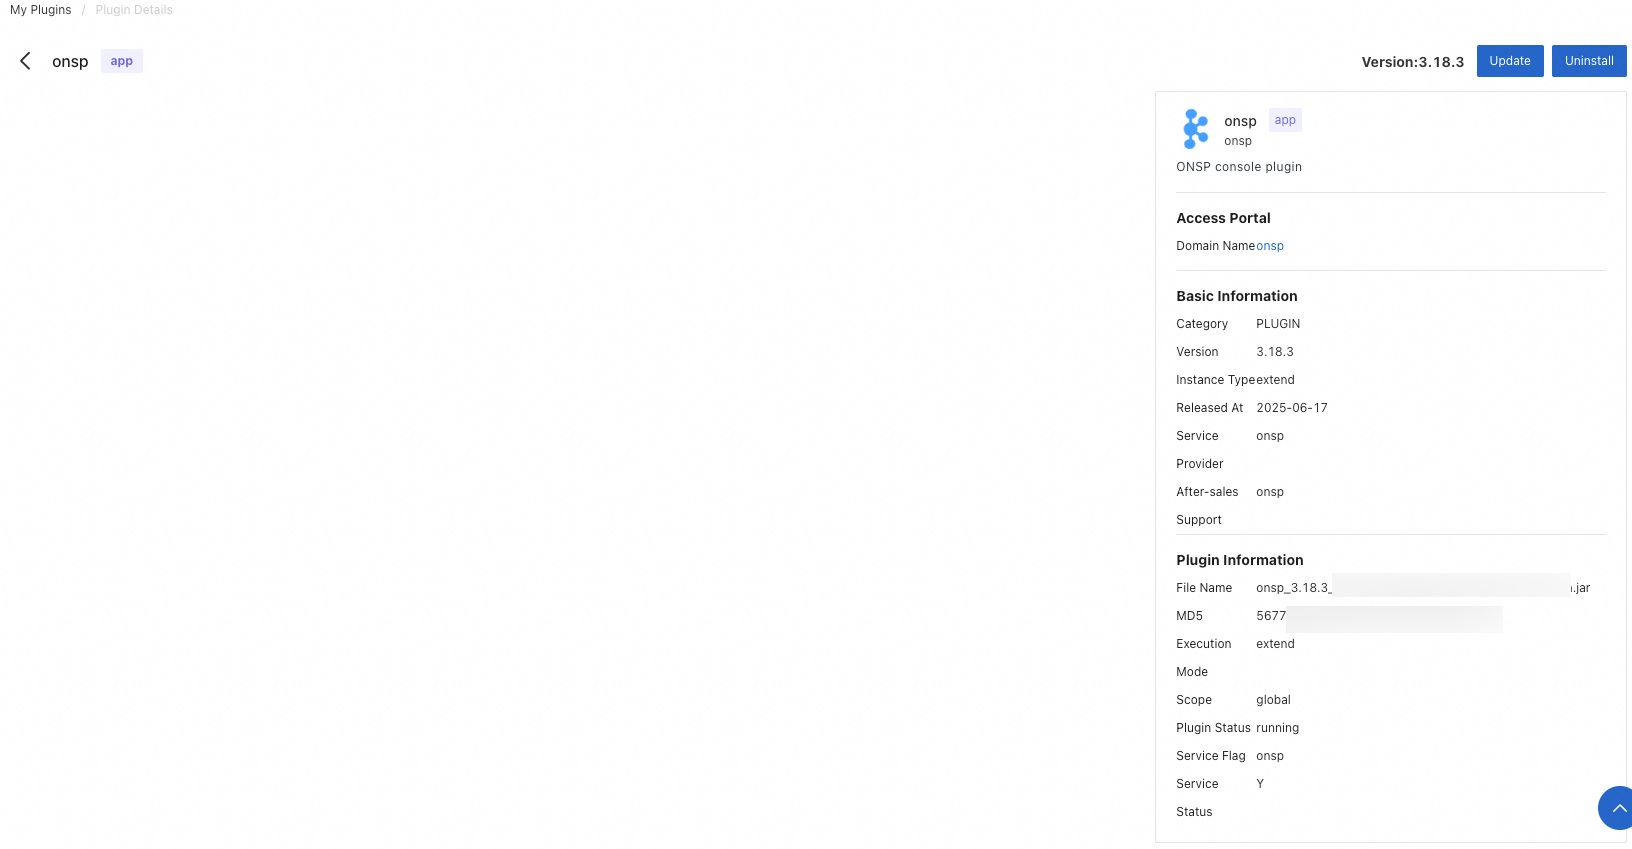 My Plugins / Plugin Details
onsp app
Version:3.18.3 Update Uninstall
onsp app
onsp
ONSP console plugin
Access Portal
Domain Name onsp
Basic Information
Category PLUGIN
Version 3.18.3
Instance Type extend
Released At 2025-06-17
Service onsp
Provider
After-sales onsp
Support
Plugin Information
File Name onsp_3.18.3_ .jar
MD5 5677
Execution extend
Mode
Scope global
Plugin Status running
Service Flag onsp
Service Y
Status